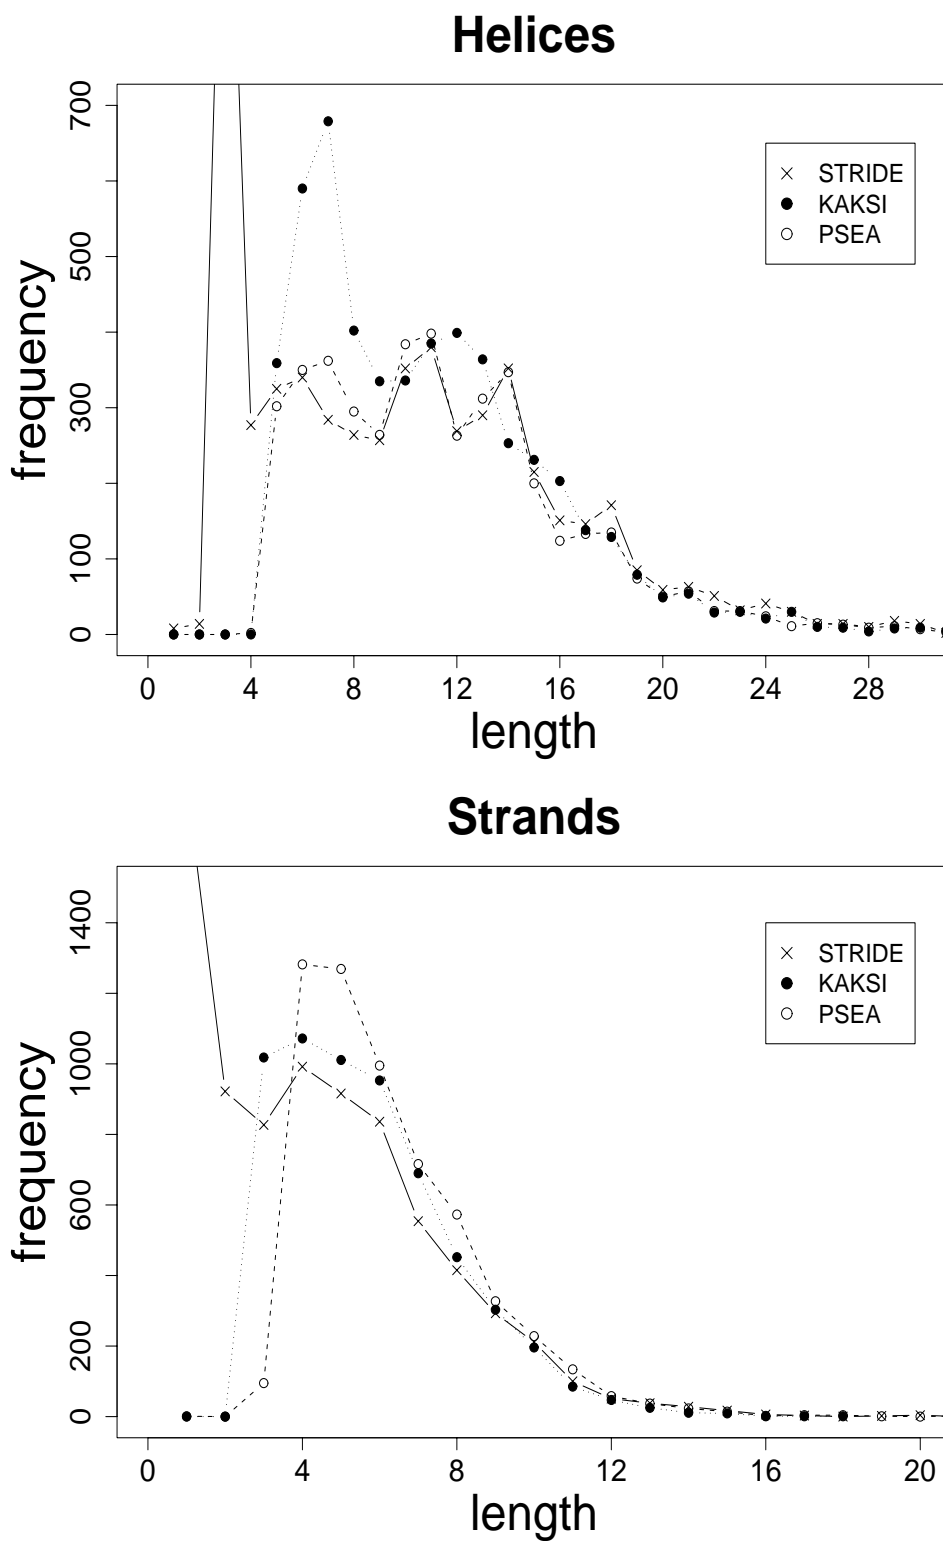 Helices
frequency
700
500
300
100
0
STRIDE
KAKSI
PSEA
0 4 8 12 16 20 24 28
length
Strands
frequency
1400
1000
600
200
0
STRIDE
KAKSI
PSEA
0 4 8 12 16 20
length